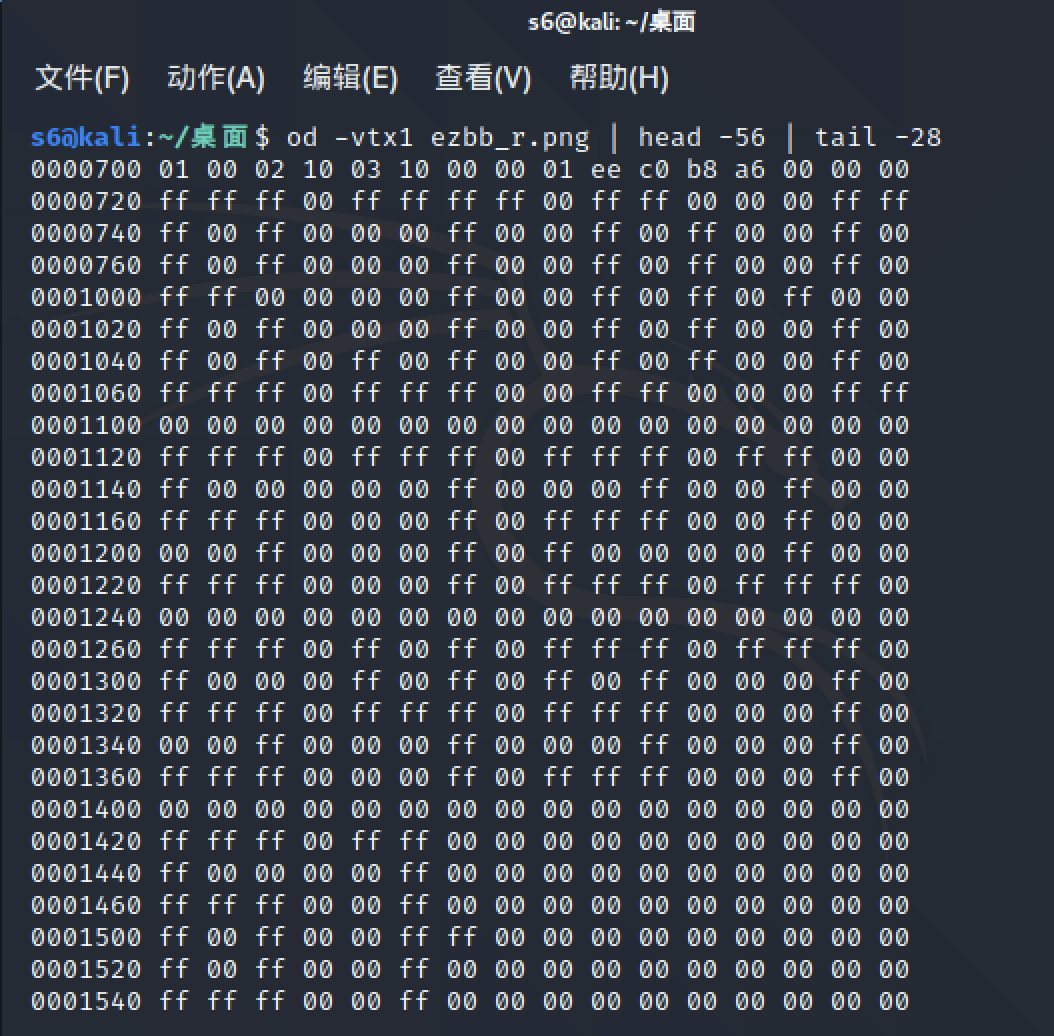 s6@kali: ~/桌面
文件(F) 动作(A) 编辑(E) 查看(V) 帮助(H)
s6@kali:~/桌面$ od -vtx1 ezbb_r.png | head -56 | tail -28
0000700 01 00 02 10 03 10 00 00 01 ee c0 b8 a6 00 00 00
0000720 ff ff ff 00 ff ff ff ff 00 ff ff 00 00 00 ff ff
0000740 ff 00 ff 00 00 00 ff 00 00 ff 00 ff 00 00 ff 00
0000760 ff 00 ff 00 00 00 ff 00 00 ff 00 ff 00 00 ff 00
0001000 ff ff 00 00 00 00 ff 00 00 ff 00 ff 00 ff 00 00
0001020 ff 00 ff 00 00 00 ff 00 00 ff 00 ff 00 00 ff 00
0001040 ff 00 ff 00 ff 00 ff 00 00 ff 00 ff 00 00 ff 00
0001060 ff ff ff 00 ff ff ff 00 00 ff ff 00 00 00 ff ff
0001100 00 00 00 00 00 00 00 00 00 00 00 00 00 00 00 00
0001120 ff ff ff 00 ff ff ff 00 ff ff ff 00 ff ff 00 00
0001140 ff 00 00 00 00 00 ff 00 00 00 ff 00 00 ff 00 00
0001160 ff ff ff 00 00 00 ff 00 ff ff ff 00 00 ff 00 00
0001200 00 00 ff 00 00 00 ff 00 ff 00 00 00 00 ff 00 00
0001220 ff ff ff 00 00 00 ff 00 ff ff ff 00 ff ff ff 00
0001240 00 00 00 00 00 00 00 00 00 00 00 00 00 00 00 00
0001260 ff ff ff 00 ff 00 ff 00 ff ff ff 00 ff ff ff 00
0001300 ff 00 00 00 ff 00 ff 00 ff 00 ff 00 00 00 ff 00
0001320 ff ff ff 00 ff ff ff 00 ff ff ff 00 00 00 ff 00
0001340 00 00 ff 00 00 00 ff 00 00 00 ff 00 00 00 ff 00
0001360 ff ff ff 00 00 00 ff 00 ff ff ff 00 00 00 ff 00
0001400 00 00 00 00 00 00 00 00 00 00 00 00 00 00 00 00
0001420 ff ff ff 00 ff ff 00 00 00 00 00 00 00 00 00 00
0001440 ff 00 00 00 00 ff 00 00 00 00 00 00 00 00 00 00
0001460 ff ff ff 00 00 ff 00 00 00 00 00 00 00 00 00 00
0001500 ff 00 ff 00 00 ff ff 00 00 00 00 00 00 00 00 00
0001520 ff 00 ff 00 00 ff 00 00 00 00 00 00 00 00 00 00
0001540 ff ff ff 00 00 ff 00 00 00 00 00 00 00 00 00 00